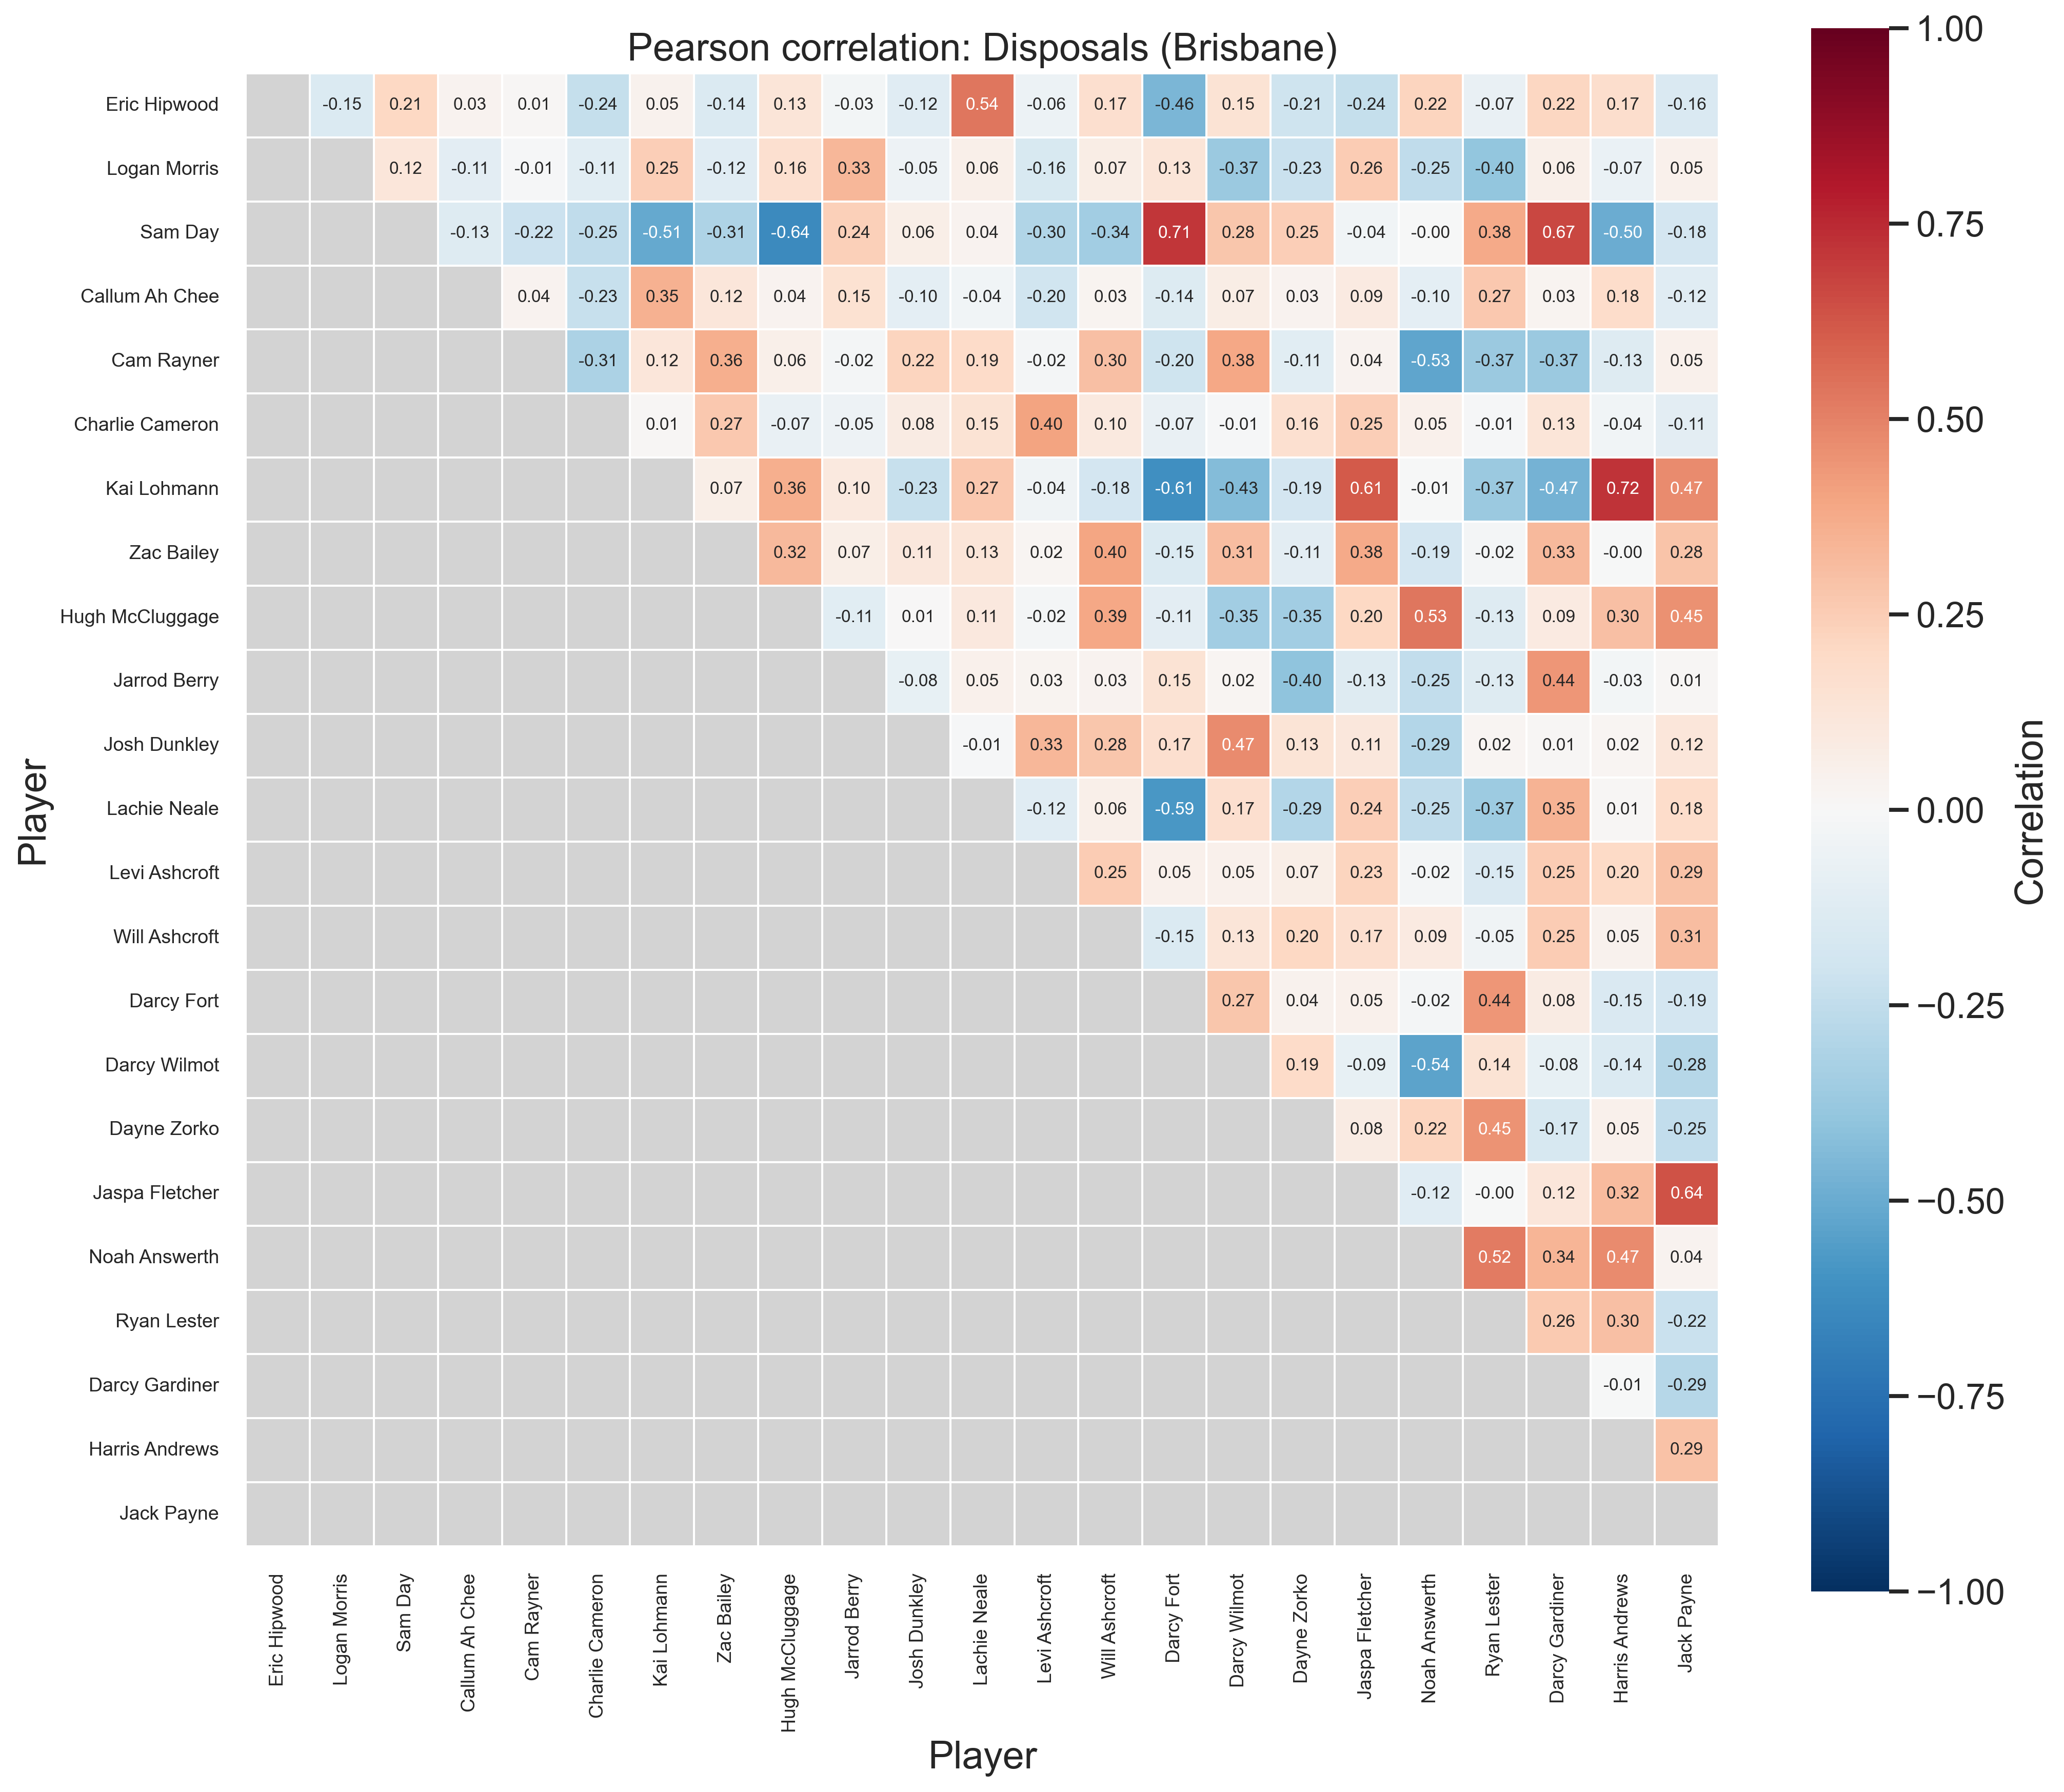 Pearson correlation: Disposals (Brisbane)
Eric Hipwood -0.15 0.21 0.03 0.01 -0.24 0.05 -0.14 0.13 -0.03 -0.12 0.54 -0.06 0.17 -0.46 0.15 -0.21 -0.24 0.22 -0.07 0.22 0.17 -0.16
Logan Morris 0.12 -0.11 -0.01 -0.11 0.25 -0.12 0.16 0.33 -0.05 0.06 -0.16 0.07 0.13 -0.37 -0.23 0.26 -0.25 -0.40 0.06 -0.07 0.05
Sam Day -0.13 -0.22 -0.25 -0.51 -0.31 -0.64 0.24 0.06 0.04 -0.30 -0.34 0.71 0.28 0.25 -0.04 -0.00 0.38 0.67 -0.50 -0.18
Callum Ah Chee 0.04 -0.23 0.35 0.12 0.04 0.15 -0.10 -0.04 -0.20 0.03 -0.14 0.07 0.03 0.09 -0.10 0.27 0.03 0.18 -0.12
Cam Rayner -0.31 0.12 0.36 0.06 -0.02 0.22 0.19 -0.02 0.30 -0.20 0.38 -0.11 0.04 -0.53 -0.37 -0.37 -0.13 0.05
Charlie Cameron 0.01 0.27 -0.07 -0.05 0.08 0.15 0.40 0.10 -0.07 -0.01 0.16 0.25 0.05 -0.01 0.13 -0.04 -0.11
Kai Lohmann 0.07 0.36 0.10 -0.23 0.27 -0.04 -0.18 -0.61 -0.43 -0.19 0.61 -0.01 -0.37 -0.47 0.72 0.47
Zac Bailey 0.32 0.07 0.11 0.13 0.02 0.40 -0.15 0.31 -0.11 0.38 -0.19 -0.02 0.33 -0.00 0.28
Hugh McCluggage -0.11 0.01 0.11 -0.02 0.39 -0.11 -0.35 -0.35 0.20 0.53 -0.13 0.09 0.30 0.45
Jarrod Berry -0.08 0.05 0.03 0.03 0.15 0.02 -0.40 -0.13 -0.25 -0.13 0.44 -0.03 0.01
Josh Dunkley -0.01 0.33 0.28 0.17 0.47 0.13 0.11 -0.29 0.02 0.01 0.02 0.12
Lachie Neale -0.12 0.06 -0.59 0.17 -0.29 0.24 -0.25 -0.37 0.35 0.01 0.18
Levi Ashcroft 0.25 0.05 0.05 0.07 0.23 -0.02 -0.15 0.25 0.20 0.29
Will Ashcroft -0.15 0.13 0.20 0.17 0.09 -0.05 0.25 0.05 0.31
Darcy Fort 0.27 0.04 0.05 -0.02 0.44 0.08 -0.15 -0.19
Darcy Wilmot 0.19 -0.09 -0.54 0.14 -0.08 -0.14 -0.28
Dayne Zorko 0.08 0.22 0.45 -0.17 0.05 -0.25
Jaspa Fletcher -0.12 -0.00 0.12 0.32 0.64
Noah Answerth 0.52 0.34 0.47 0.04
Ryan Lester 0.26 0.30 -0.22
Darcy Gardiner -0.01 -0.29
Harris Andrews 0.29
Jack Payne
Player
Eric Hipwood
Logan Morris
Sam Day
Callum Ah Chee
Cam Rayner
Charlie Cameron
Kai Lohmann
Zac Bailey
Hugh McCluggage
Jarrod Berry
Josh Dunkley
Lachie Neale
Levi Ashcroft
Will Ashcroft
Darcy Fort
Darcy Wilmot
Dayne Zorko
Jaspa Fletcher
Noah Answerth
Ryan Lester
Darcy Gardiner
Harris Andrews
Jack Payne
Player
1.00
0.75
0.50
0.25
0.00
−0.25
−0.50
−0.75
−1.00
Correlation